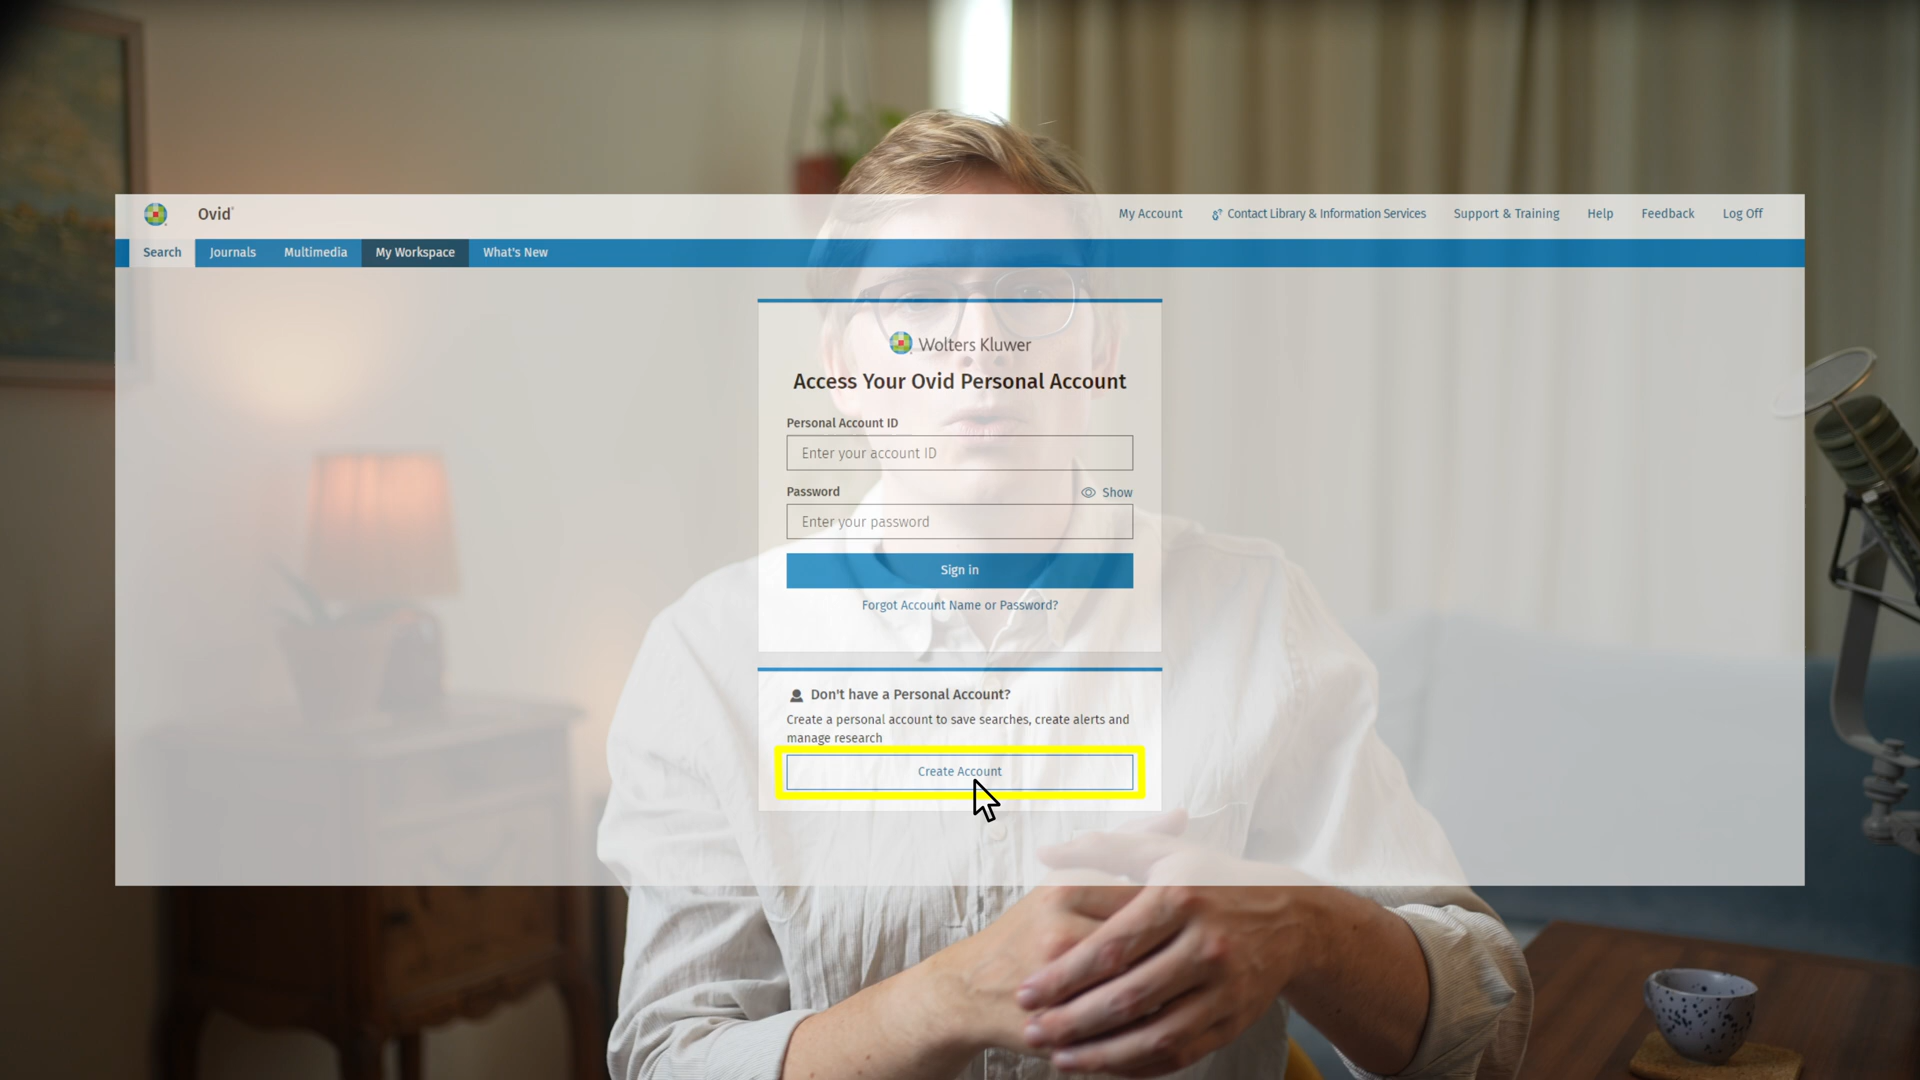 Ovid®
My Account
Contact Library & Information Services
Support & Training
Help
Feedback
Log Off
Search
Journals
Multimedia
My Workspace
What's New
Wolters Kluwer
Access Your Ovid Personal Account
Personal Account ID
Enter your account ID
Password
Show
Enter your password
Sign in
Forgot Account Name or Password?
Don't have a Personal Account?
Create a personal account to save searches, create alerts and
manage research
Create Account